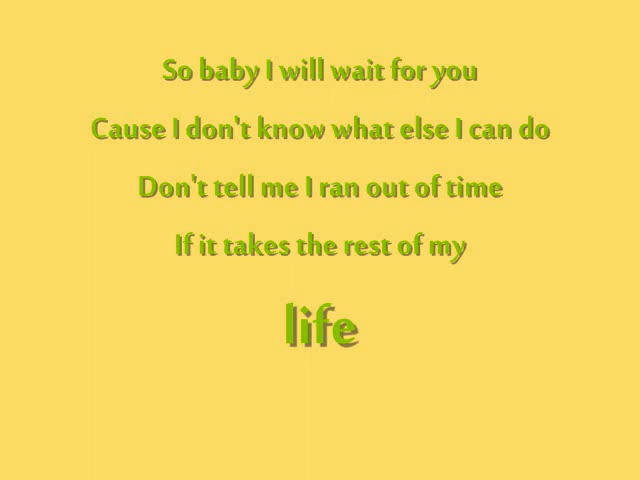 So baby I will wait for you
Cause I don't know what else I can do
Don't tell me I ran out of time
If it takes the rest of my
life